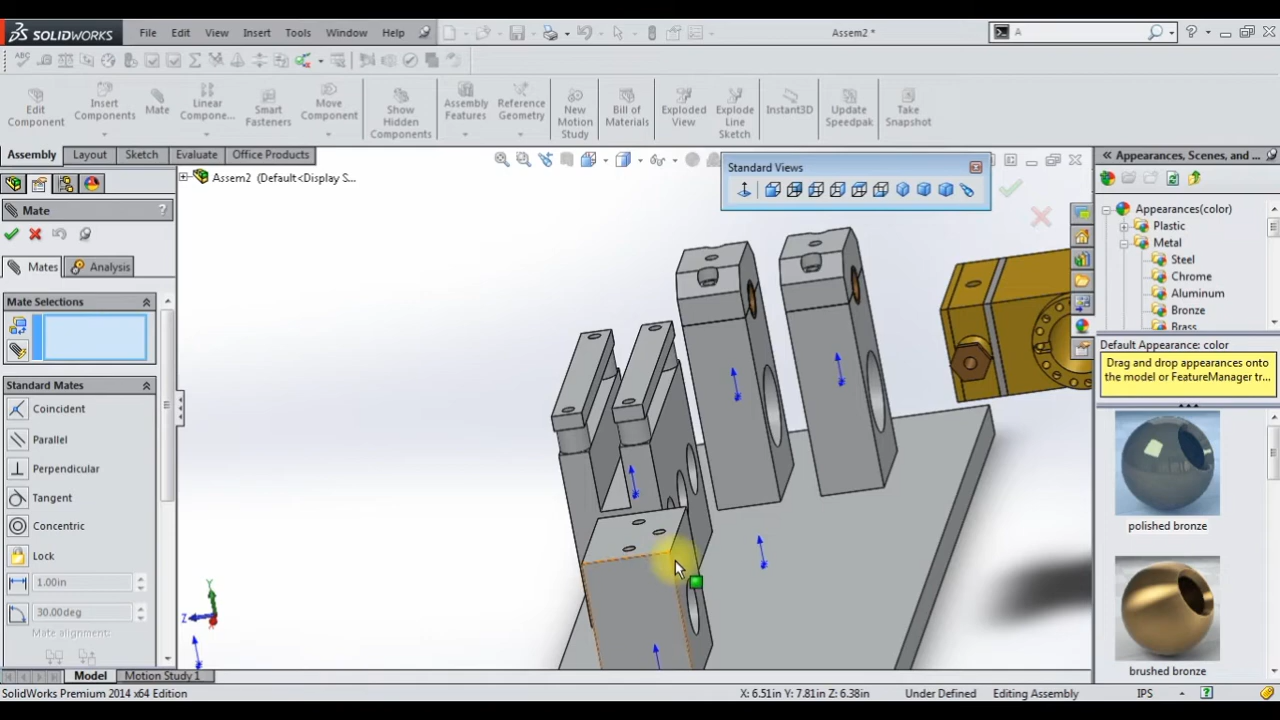 SOLIDWORKS File Edit View Insert Tools Window Help Assem2 * A
Edit Component
Insert Components
Mate
Linear Compone...
Smart Fasteners
Move Component
Show Hidden Components
Assembly Features
Reference Geometry
New Motion Study
Bill of Materials
Exploded View
Explode Line Sketch
Instant3D
Update Speedpak
Take Snapshot
Assembly Layout Sketch Evaluate Office Products
Standard Views
Assem2 (Default<Display S...
Mate ?
Mates Analysis
Mate Selections
Standard Mates
Coincident
Parallel
Perpendicular
Tangent
Concentric
Lock
1.00in
30.00deg
Mate alignment:
Y
Z
Appearances, Scenes, and...
Appearances(color)
Plastic
Metal
Steel
Chrome
Aluminum
Bronze
Brass
Default Appearance: color
Drag and drop appearances onto
the model or FeatureManager tr...
polished bronze
brushed bronze
Model Motion Study 1
SolidWorks Premium 2014 x64 Edition X: 6.51in Y: 7.81in Z: 6.38in Under Defined Editing Assembly IPS ?